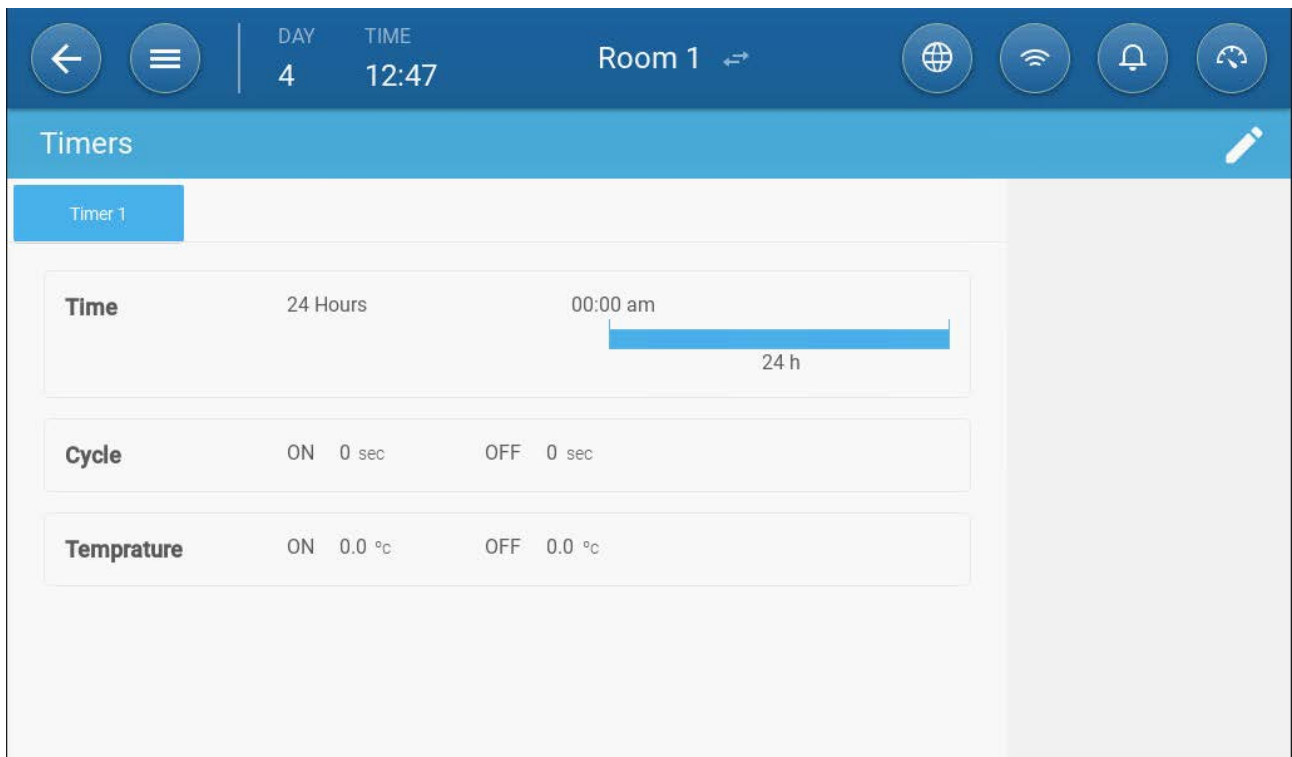 DAY TIME
4 12:47 Room 1
Timers
Timer 1
Time 24 Hours 00:00 am
24 h
Cycle ON 0 sec OFF 0 sec
Temprature ON 0.0 °c OFF 0.0 °c